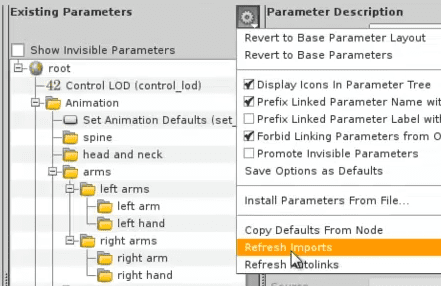 Existing Parameters
Parameter Description
Show Invisible Parameters
root
42 Control LOD (control_lod)
Animation
Set Animation Defaults (set_
spine
head and neck
arms
left arms
left arm
left hand
right arms
right arm
right hand
Revert to Base Parameter Layout
Revert to Base Parameters
Display Icons In Parameter Tree
Prefix Linked Parameter Name wit
Prefix Linked Parameter Label wit
Forbid Linking Parameters from O
Promote Invisible Parameters
Save Options as Defaults
Install Parameters From File...
Copy Defaults From Node
Refresh Imports
Refresh Autolinks